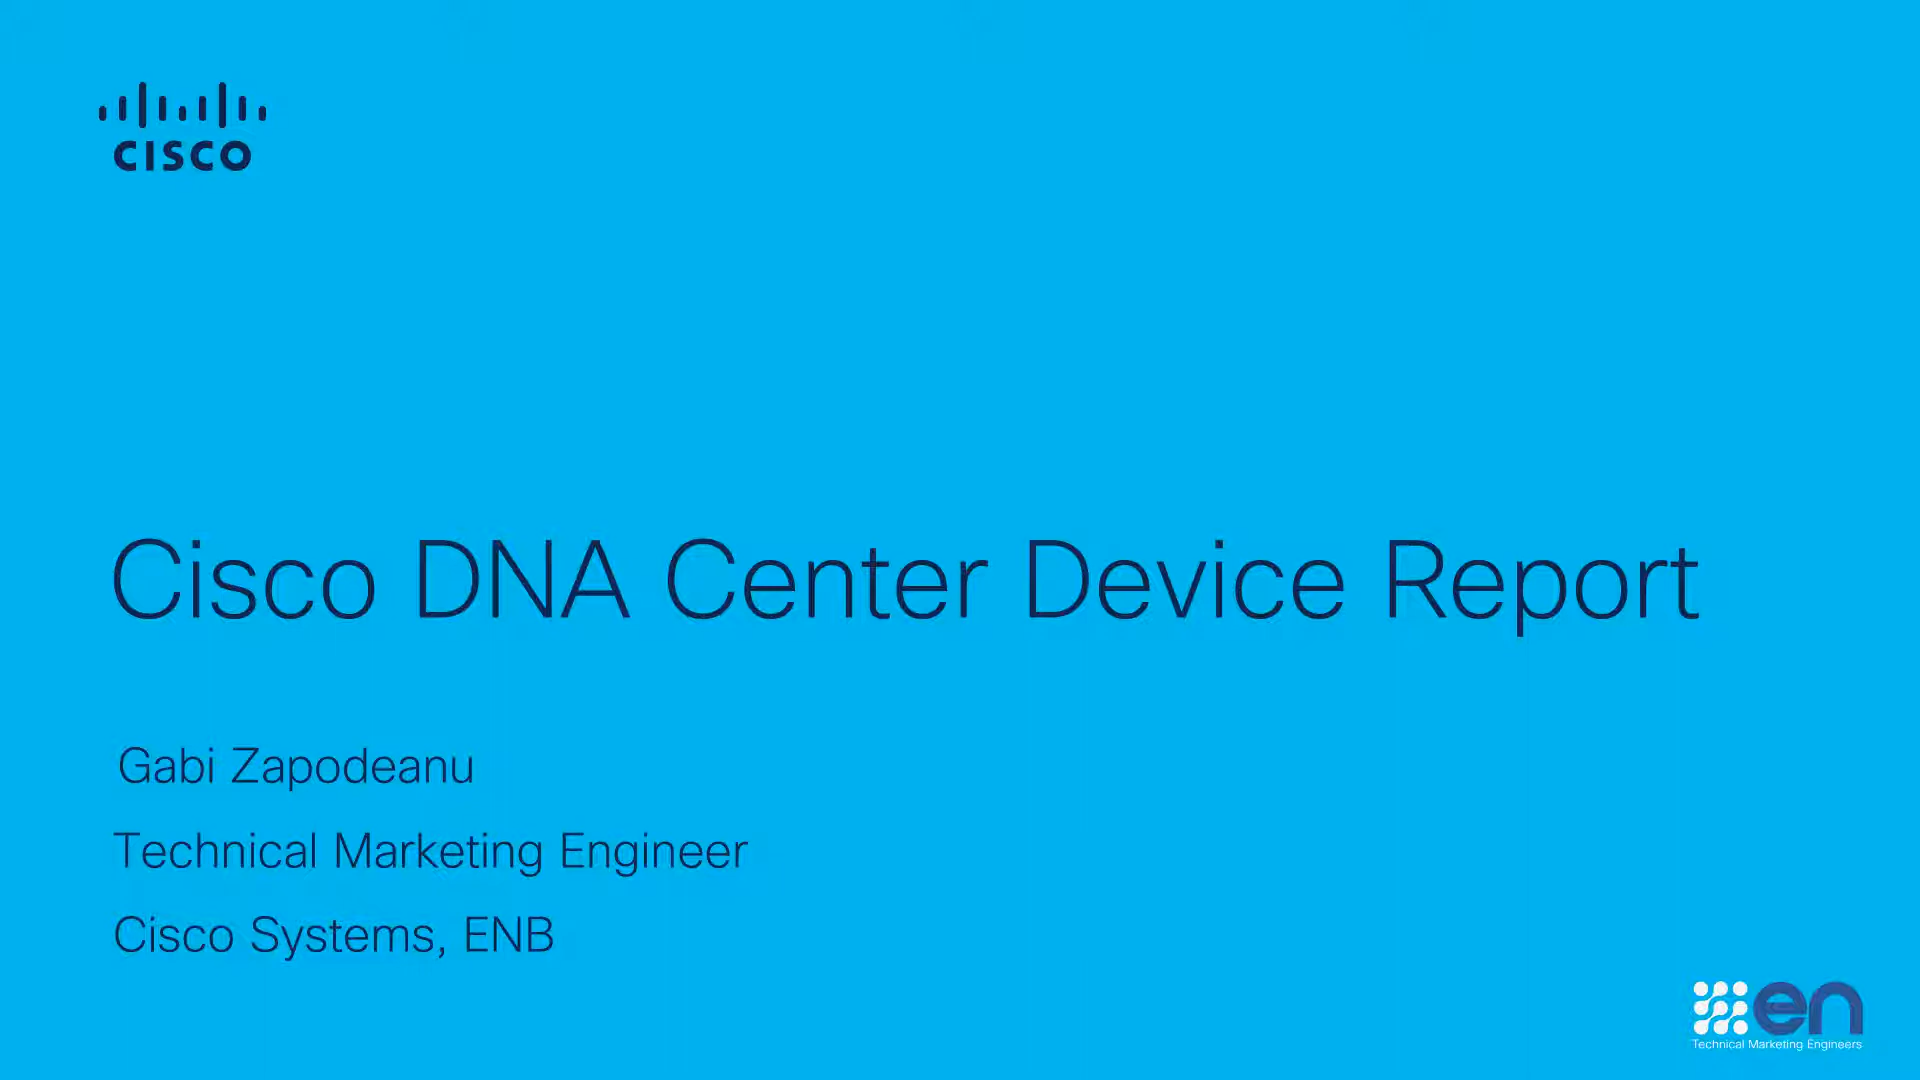 CISCO
Cisco DNA Center Device Report
Gabi Zapodeanu
Technical Marketing Engineer
Cisco Systems, ENB
en
Technical Marketing Engineers